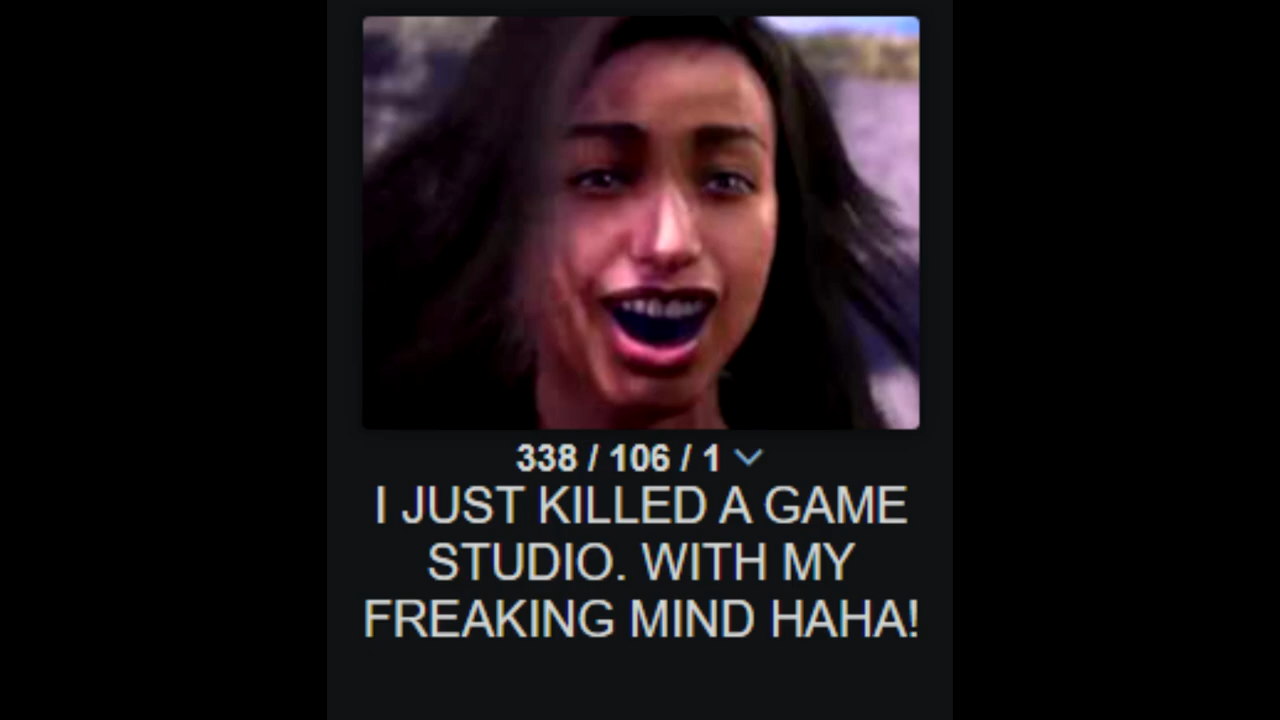 338 / 106 / 1
I JUST KILLED A GAME
STUDIO. WITH MY
FREAKING MIND HAHA!